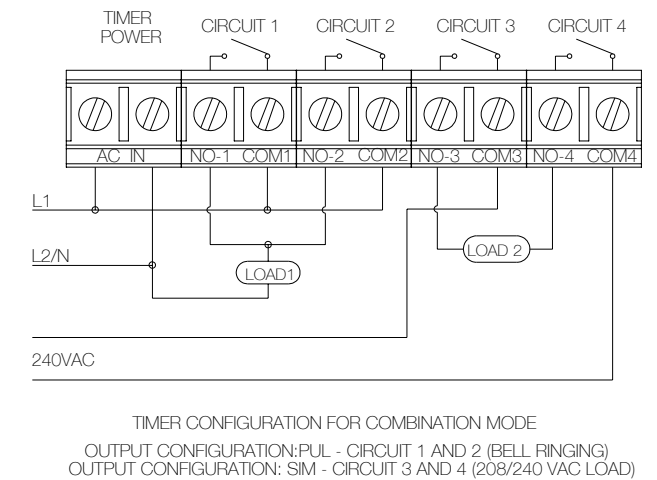 TIMER
POWER
CIRCUIT 1
CIRCUIT 2
CIRCUIT 3
CIRCUIT 4
AC IN
NO-1
COM1
NO-2
COM2
NO-3
COM3
NO-4
COM4
L1
L2/N
LOAD1
LOAD 2
240VAC
TIMER CONFIGURATION FOR COMBINATION MODE
OUTPUT CONFIGURATION:PUL - CIRCUIT 1 AND 2 (BELL RINGING)
OUTPUT CONFIGURATION: SIM - CIRCUIT 3 AND 4 (208/240 VAC LOAD)